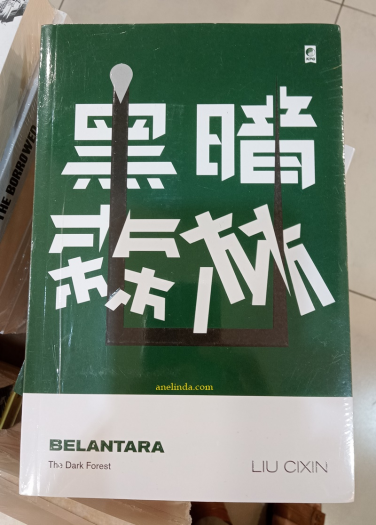 黑暗
森林
anelinda.com
BELANTARA
The Dark Forest
LIU CIXIN
THE BORROWED